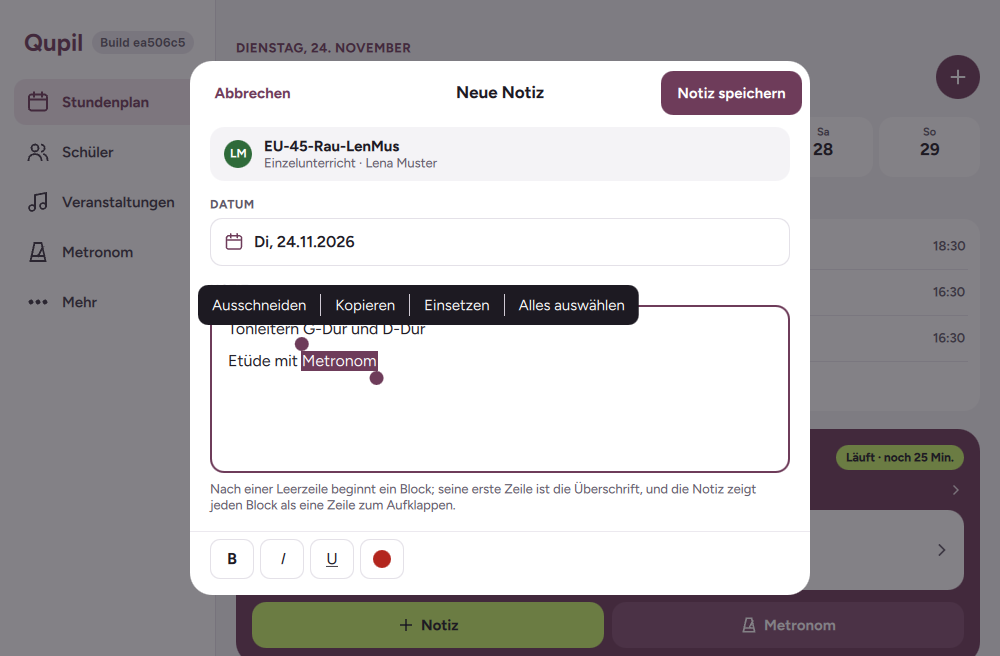 Qupil
Build ea506c5
Stundenplan
Schüler
Veranstaltungen
Metronom
Mehr
DIENSTAG, 24. NOVEMBER
Sa
28
So
29
18:30
16:30
16:30
Läuft · noch 25 Min.
Abbrechen
Neue Notiz
Notiz speichern
LM
EU-45-Rau-LenMus
Einzelunterricht · Lena Muster
DATUM
Di, 24.11.2026
Ausschneiden
Kopieren
Einsetzen
Alles auswählen
Tonleitern G-Dur und D-Dur
Etüde mit Metronom
Nach einer Leerzeile beginnt ein Block; seine erste Zeile ist die Überschrift, und die Notiz zeigt
jeden Block als eine Zeile zum Aufklappen.
B
I
U
Notiz
Metronom